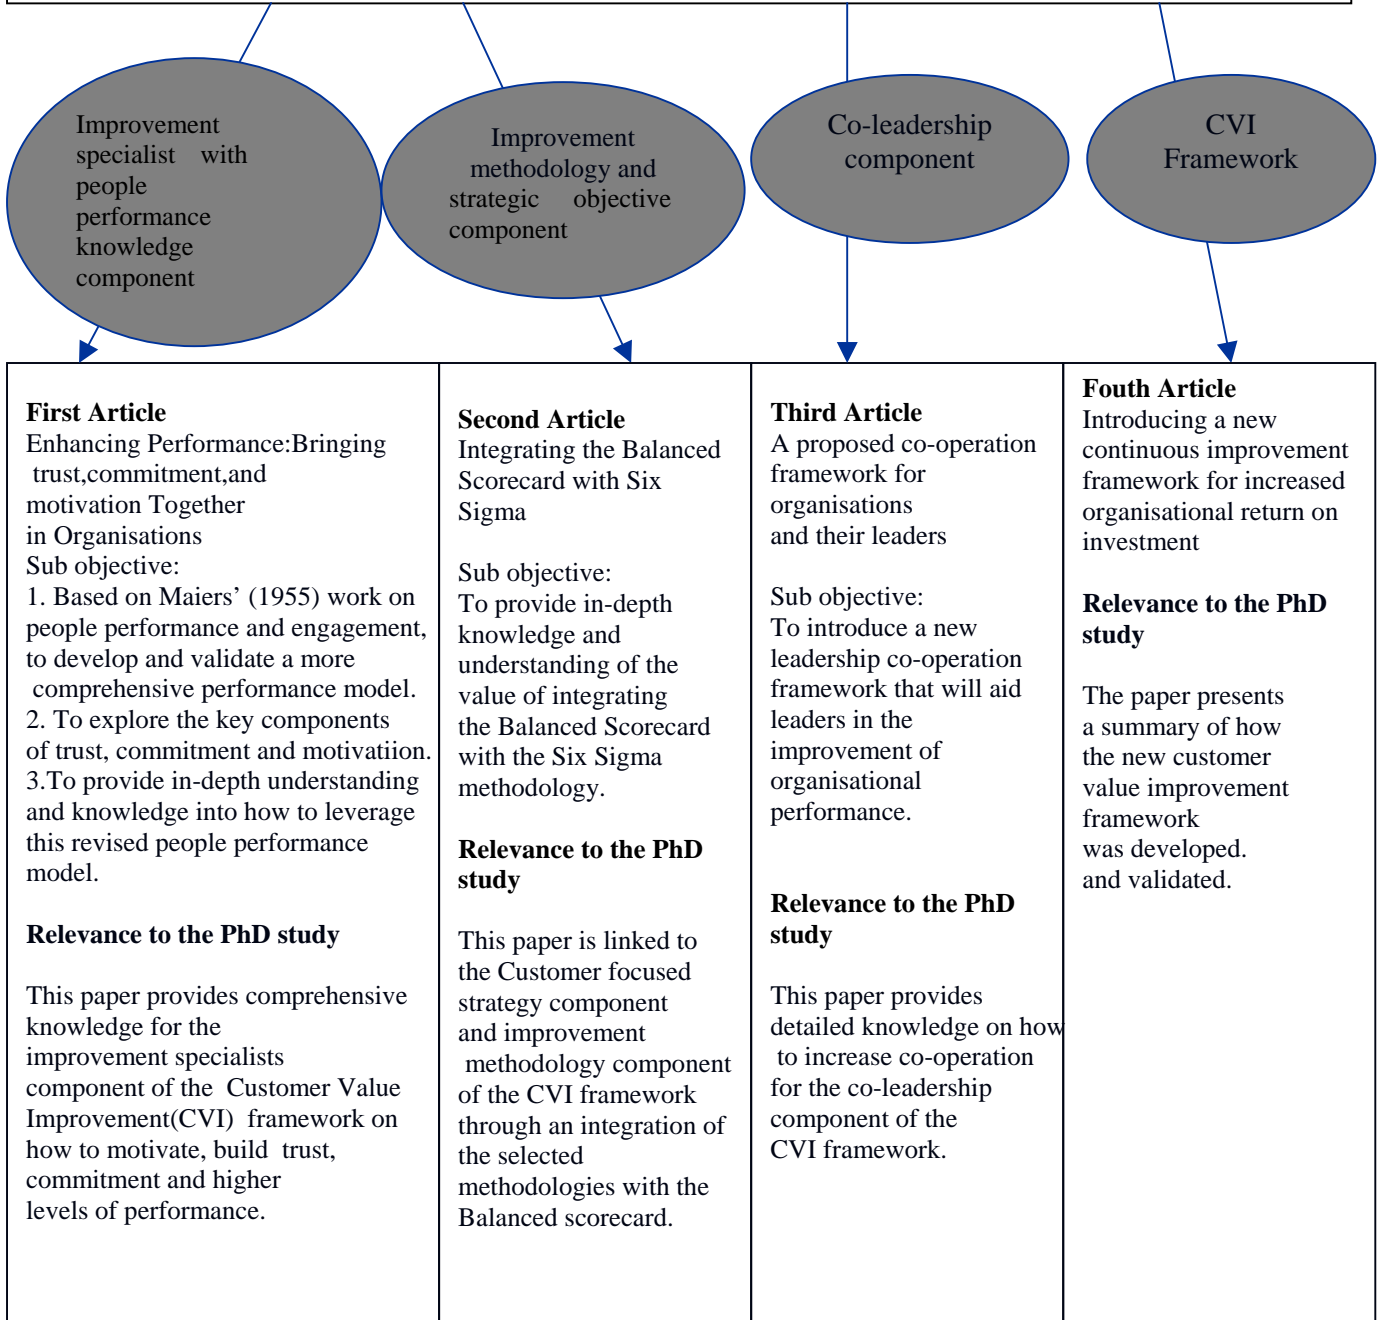 Improvement
specialist with
people
performance
knowledge
component
Improvement
methodology and
strategic objective
component
Co-leadership
component
CVI
Framework
First Article
Enhancing Performance:Bringing
trust,commitment,and
motivation Together
in Organisations
Sub objective:
1. Based on Maiers’ (1955) work on
people performance and engagement,
to develop and validate a more
comprehensive performance model.
2. To explore the key components
of trust, commitment and motivatiion.
3.To provide in-depth understanding
and knowledge into how to leverage
this revised people performance
model.
Relevance to the PhD study
This paper provides comprehensive
knowledge for the
improvement specialists
component of the Customer Value
Improvement(CVI) framework on
how to motivate, build trust,
commitment and higher
levels of performance.
Second Article
Integrating the Balanced
Scorecard with Six
Sigma
Sub objective:
To provide in-depth
knowledge and
understanding of the
value of integrating
the Balanced Scorecard
with the Six Sigma
methodology.
Relevance to the PhD
study
This paper is linked to
the Customer focused
strategy component
and improvement
methodology component
of the CVI framework
through an integration of
the selected
methodologies with the
Balanced scorecard.
Third Article
A proposed co-operation
framework for
organisations
and their leaders
Sub objective:
To introduce a new
leadership co-operation
framework that will aid
leaders in the
improvement of
organisational
performance.
Relevance to the PhD
study
This paper provides
detailed knowledge on how
to increase co-operation
for the co-leadership
component of the
CVI framework.
Fouth Article
Introducing a new
continuous improvement
framework for increased
organisational return on
investment
Relevance to the PhD
study
The paper presents
a summary of how
the new customer
value improvement
framework
was developed.
and validated.